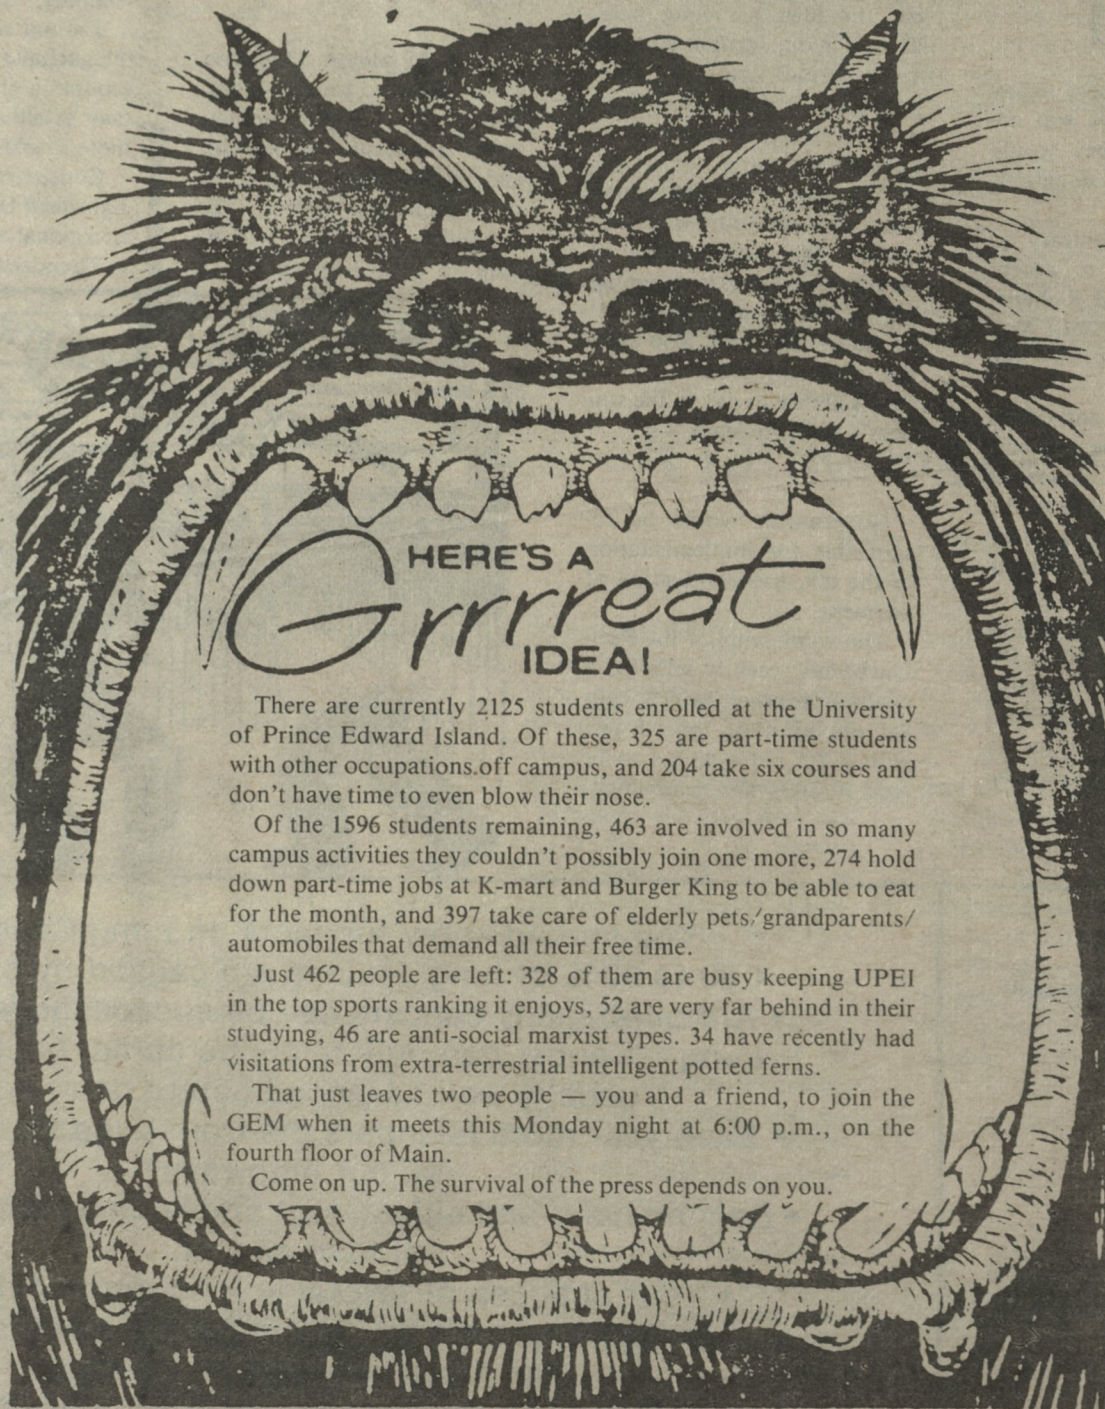 HERE'S A
Grrrreat
IDEA!
There are currently 2125 students enrolled at the University
of Prince Edward Island. Of these, 325 are part-time students
with other occupations.off campus, and 204 take six courses and
don't have time to even blow their nose.
Of the 1596 students remaining, 463 are involved in so many
campus activities they couldn't possibly join one more, 274 hold
down part-time jobs at K-mart and Burger King to be able to eat
for the month, and 397 take care of elderly pets/grandparents/
automobiles that demand all their free time.
Just 462 people are left: 328 of them are busy keeping UPEI
in the top sports ranking it enjoys, 52 are very far behind in their
studying, 46 are anti-social marxist types. 34 have recently had
visitations from extra-terrestrial intelligent potted ferns.
That just leaves two people — you and a friend, to join the
GEM when it meets this Monday night at 6:00 p.m., on the
fourth floor of Main.
Come on up. The survival of the press depends on you.